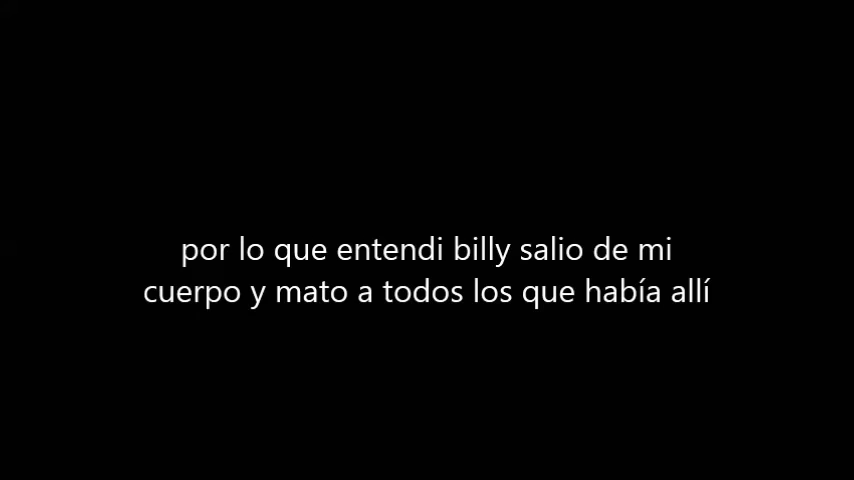 por lo que entendi billy salio de mi
cuerpo y mato a todos los que había allí